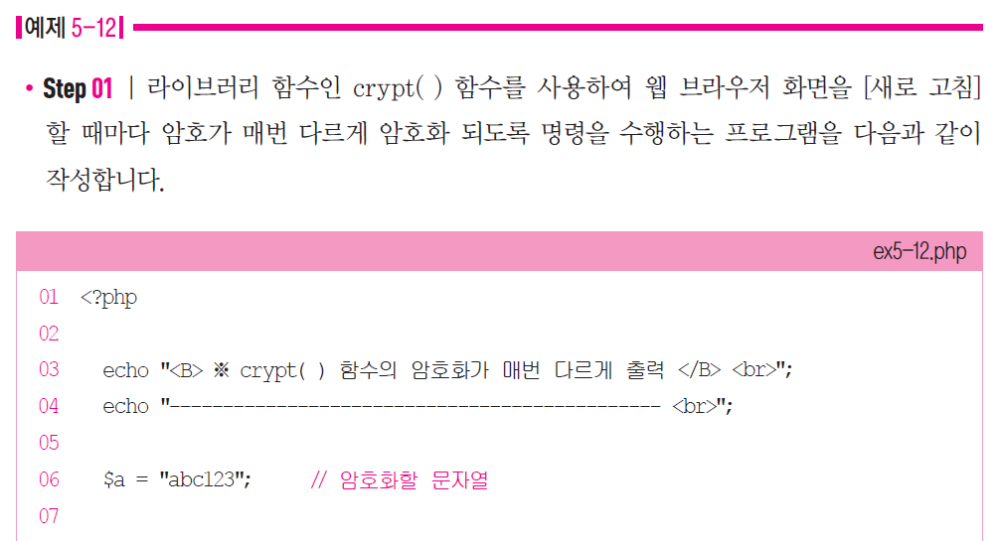 예제 5-12
• Step 01 | 라이브러리 함수인 crypt( ) 함수를 사용하여 웹 브라우저 화면을 [새로 고침]
할 때마다 암호가 매번 다르게 암호화 되도록 명령을 수행하는 프로그램을 다음과 같이
작성합니다.
ex5-12.php
01 <?php
02
03 echo "<B> ※ crypt( ) 함수의 암호화가 매번 다르게 출력 </B> <br>";
04 echo "---------------------------------------------- <br>";
05
06 $a = "abc123"; // 암호화할 문자열
07